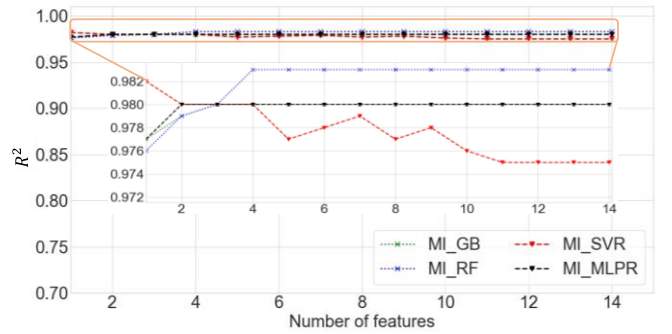 1.00
0.95
0.90
0.85
0.80
0.75
0.70
R²
0.982
0.980
0.978
0.976
0.974
0.972
2 4 6 8 10 12 14
MI_GB MI_SVR
MI_RF MI_MLPR
2 4 6 8 10 12 14
Number of features